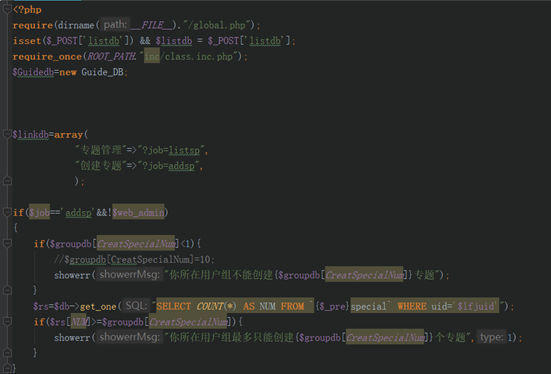 <?php
require(dirname( path: __FILE__)."/global.php");
isset($_POST['listdb']) && $listdb = $_POST['listdb'];
require_once(ROOT_PATH."inc/class.inc.php");
$Guidedb=new Guide_DB;
$linkdb=array(
"专题管理"=>"?job=listsp",
"创建专题"=>"?job=addsp",
);
if($job=='addsp'&&!$web_admin)
{
if($groupdb[CreatSpecialNum]<1){
//$groupdb[CreatSpecialNum]=10;
showerr( showerrMsg: "你所在用户组不能创建{$groupdb[CreatSpecialNum]}专题");
}
$rs=$db->get_one( SQL: "SELECT COUNT(*) AS NUM FROM `{$_pre}special` WHERE uid='$lfjuid'");
if($rs[NUM]>=$groupdb[CreatSpecialNum]){
showerr( showerrMsg: "你所在用户组最多只能创建{$groupdb[CreatSpecialNum]}个专题", type: 1);
}
}